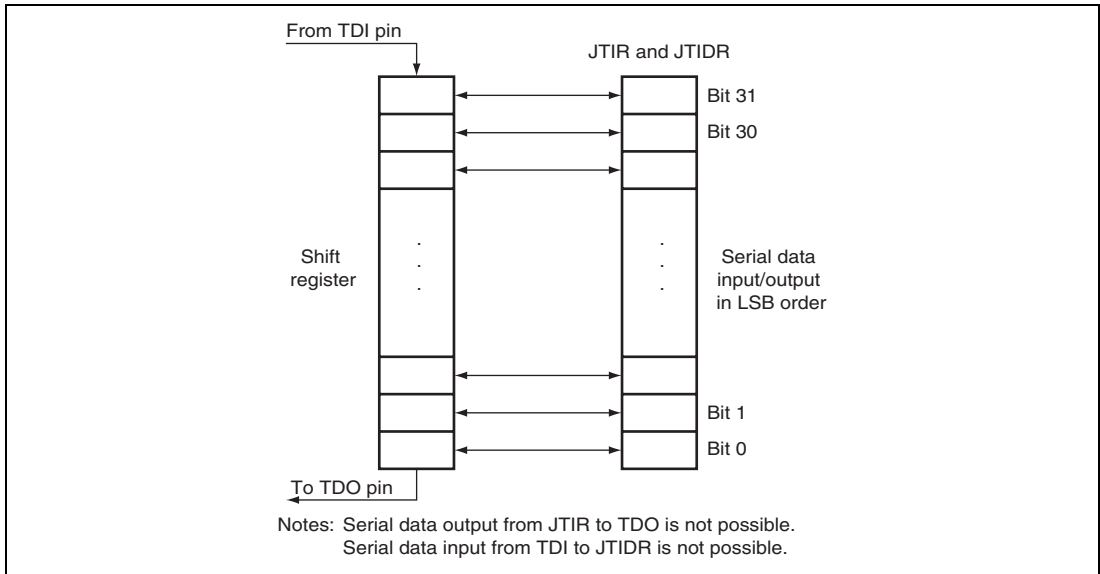 From TDI pin
JTIR and JTIDR
Bit 31
Bit 30
Shift
register
Serial data
input/output
in LSB order
Bit 1
Bit 0
To TDO pin
Notes: Serial data output from JTIR to TDO is not possible.
Serial data input from TDI to JTIDR is not possible.